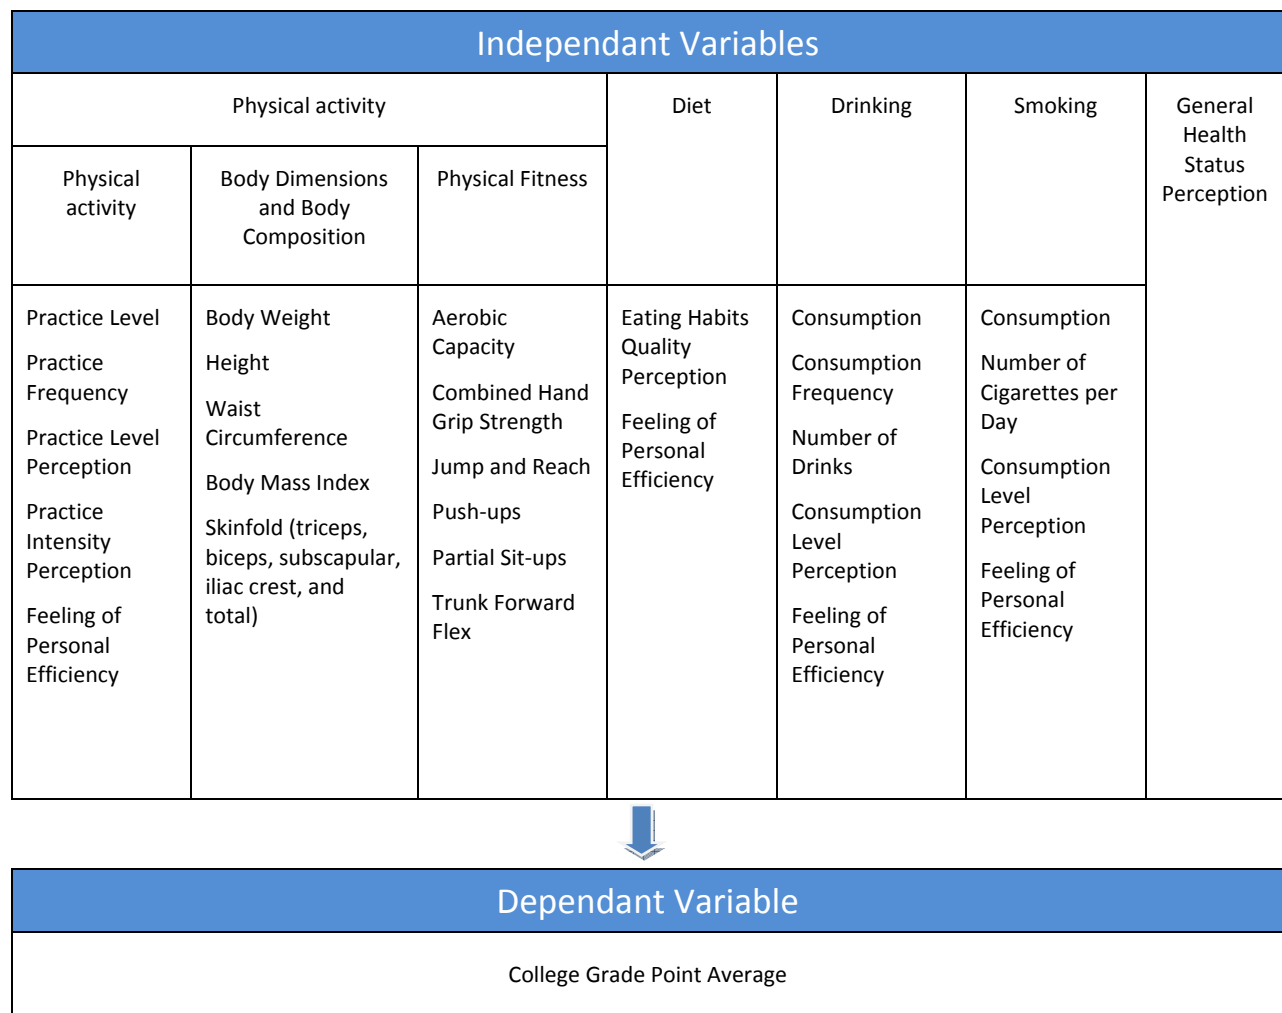 Independant Variables
Physical activity
Diet
Drinking
Smoking
General
Health
Status
Perception
Physical
activity
Body Dimensions
and Body
Composition
Physical Fitness
Practice Level
Practice
Frequency
Practice Level
Perception
Practice
Intensity
Perception
Feeling of
Personal
Efficiency
Body Weight
Height
Waist
Circumference
Body Mass Index
Skinfold (triceps,
biceps, subscapular,
iliac crest, and
total)
Aerobic
Capacity
Combined Hand
Grip Strength
Jump and Reach
Push-ups
Partial Sit-ups
Trunk Forward
Flex
Eating Habits
Quality
Perception
Feeling of
Personal
Efficiency
Consumption
Consumption
Frequency
Number of
Drinks
Consumption
Level
Perception
Feeling of
Personal
Efficiency
Consumption
Number of
Cigarettes per
Day
Consumption
Level
Perception
Feeling of
Personal
Efficiency
Dependant Variable
College Grade Point Average